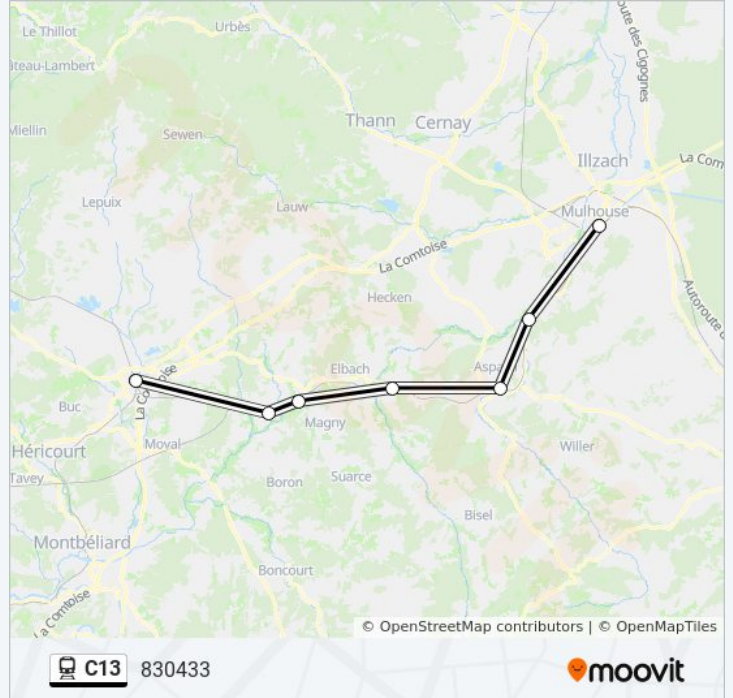 Le Thillot
Urbès
oute des Cigognes
âteau-Lambert
Thann
Cernay
Miellin
Sewen
Illzach
La Com
Lepuix
Lauw
Mulhouse
La Comtoise
Hecken
Autoroute d
Elbach
Aspa
La Comtoise
Buc
Magny
Moval
Willer
Héricourt
Tavey
Boron
Suarce
Bisel
Montbéliard
Boncourt
La Comtoise
© OpenStreetMap contributors | © OpenMapTiles
C13 830433
moovit